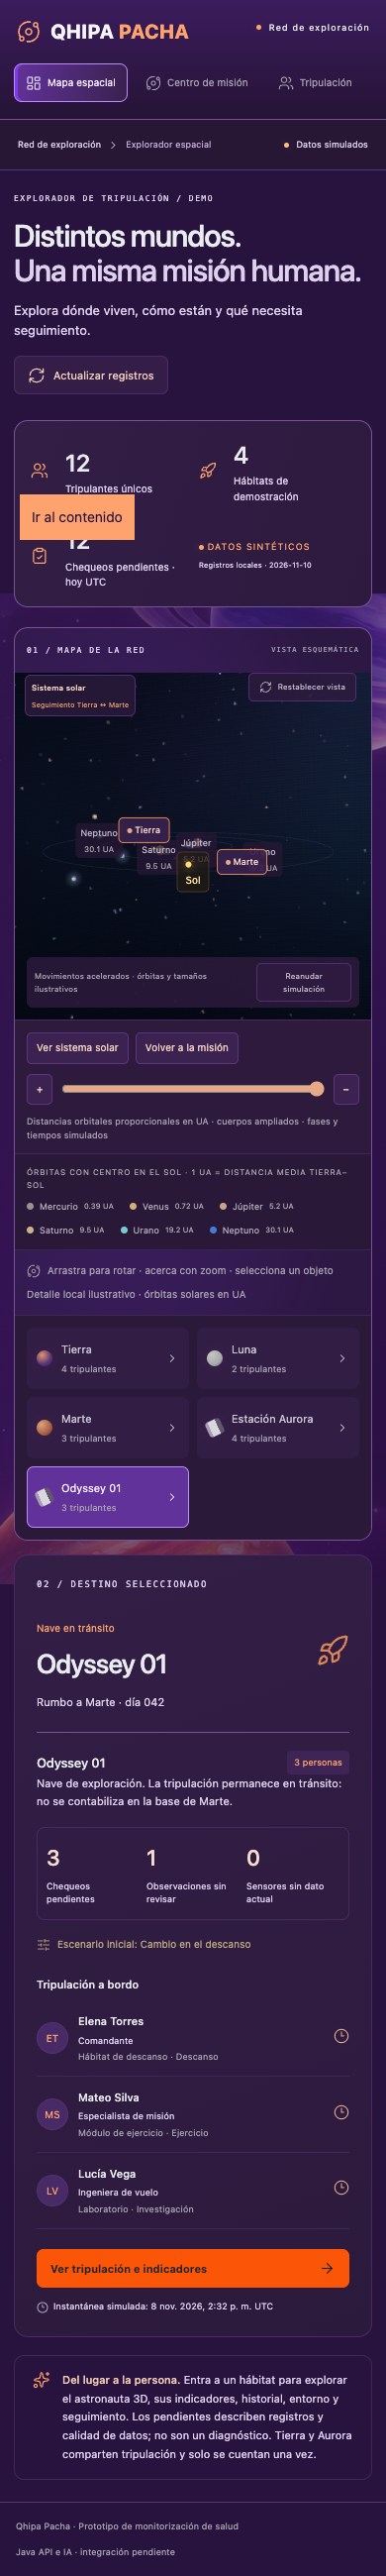 QHIPA PACHA
Red de exploración
Mapa espacial
Centro de misión
Tripulación
Red de exploración
Explorador espacial
Datos simulados
EXPLORADOR DE TRIPULACIÓN / DEMO
Distintos mundos.
Una misma misión humana.
Explora dónde viven, cómo están y qué necesita
seguimiento.
Actualizar registros
12
Tripulantes únicos
4
Hábitats de
demostración
Ir al contenido
12
Chequeos pendientes ·
hoy UTC
DATOS SINTÉTICOS
Registros locales · 2026-11-10
01 / MAPA DE LA RED
VISTA ESQUEMÁTICA
Sistema solar
Seguimiento Tierra ↔ Marte
Restablecer vista
Neptuno
30.1 UA
Tierra
Saturno
9.5 UA
Júpiter
Sol
Marte
Movimientos acelerados · órbitas y tamaños
ilustrativos
Reanudar
simulación
Ver sistema solar
Volver a la misión
+
−
Distancias orbitales proporcionales en UA · cuerpos ampliados · fases y
tiempos simulados
ÓRBITAS CON CENTRO EN EL SOL · 1 UA = DISTANCIA MEDIA TIERRA–
SOL
Mercurio 0.39 UA
Venus 0.72 UA
Júpiter 5.2 UA
Saturno 9.5 UA
Urano 19.2 UA
Neptuno 30.1 UA
Arrastra para rotar · acerca con zoom · selecciona un objeto
Detalle local ilustrativo · órbitas solares en UA
Tierra
4 tripulantes
Luna
2 tripulantes
Marte
3 tripulantes
Estación Aurora
4 tripulantes
Odyssey 01
3 tripulantes
02 / DESTINO SELECCIONADO
Nave en tránsito
Odyssey 01
Rumbo a Marte · día 042
Odyssey 01
3 personas
Nave de exploración. La tripulación permanece en tránsito:
no se contabiliza en la base de Marte.
3
Chequeos
pendientes
1
Observaciones sin
revisar
0
Sensores sin dato
actual
Escenario inicial: Cambio en el descanso
Tripulación a bordo
ET
Elena Torres
Comandante
Hábitat de descanso · Descanso
MS
Mateo Silva
Especialista de misión
Módulo de ejercicio · Ejercicio
LV
Lucía Vega
Ingeniera de vuelo
Laboratorio · Investigación
Ver tripulación e indicadores
Instantánea simulada: 8 nov. 2026, 2:32 p. m. UTC
Del lugar a la persona. Entra a un hábitat para explorar
el astronauta 3D, sus indicadores, historial, entorno y
seguimiento. Los pendientes describen registros y
calidad de datos; no son un diagnóstico. Tierra y Aurora
comparten tripulación y solo se cuentan una vez.
Qhipa Pacha · Prototipo de monitorización de salud
Java API e IA · integración pendiente